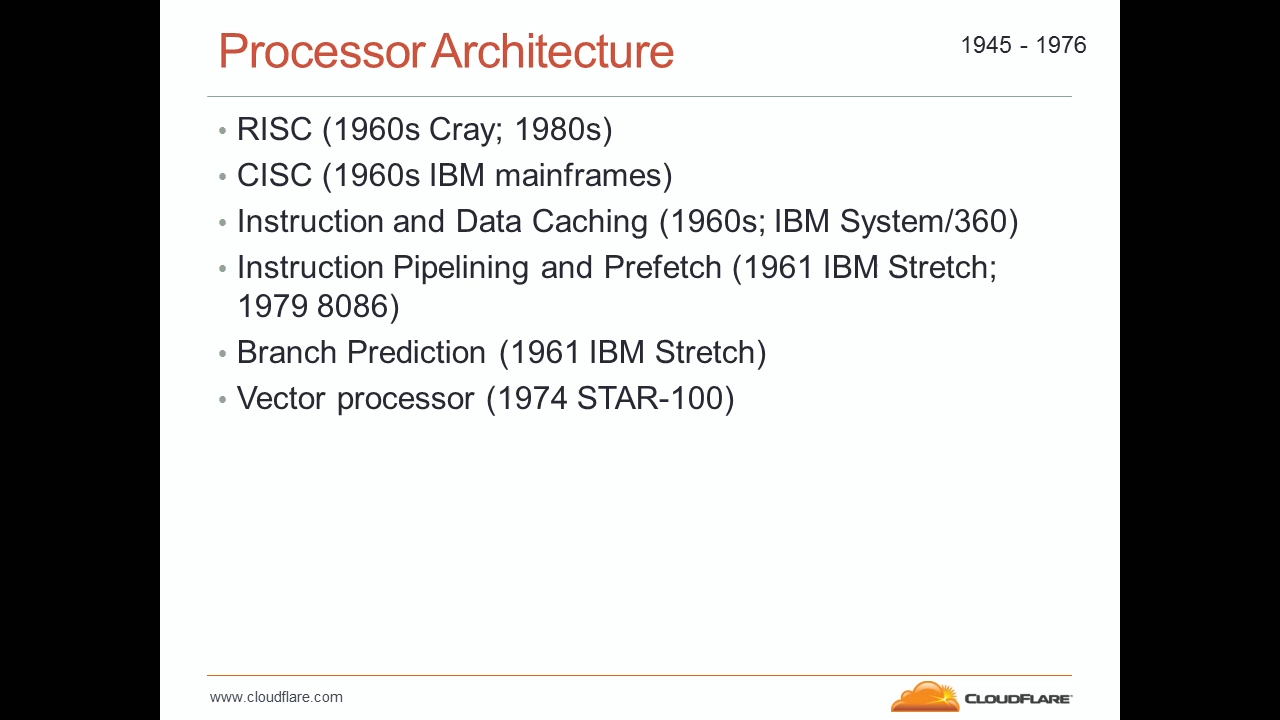 Processor Architecture
1945 - 1976
• RISC (1960s Cray; 1980s)
• CISC (1960s IBM mainframes)
• Instruction and Data Caching (1960s; IBM System/360)
• Instruction Pipelining and Prefetch (1961 IBM Stretch;
1979 8086)
• Branch Prediction (1961 IBM Stretch)
• Vector processor (1974 STAR-100)
www.cloudflare.com
CLOUDFLARE